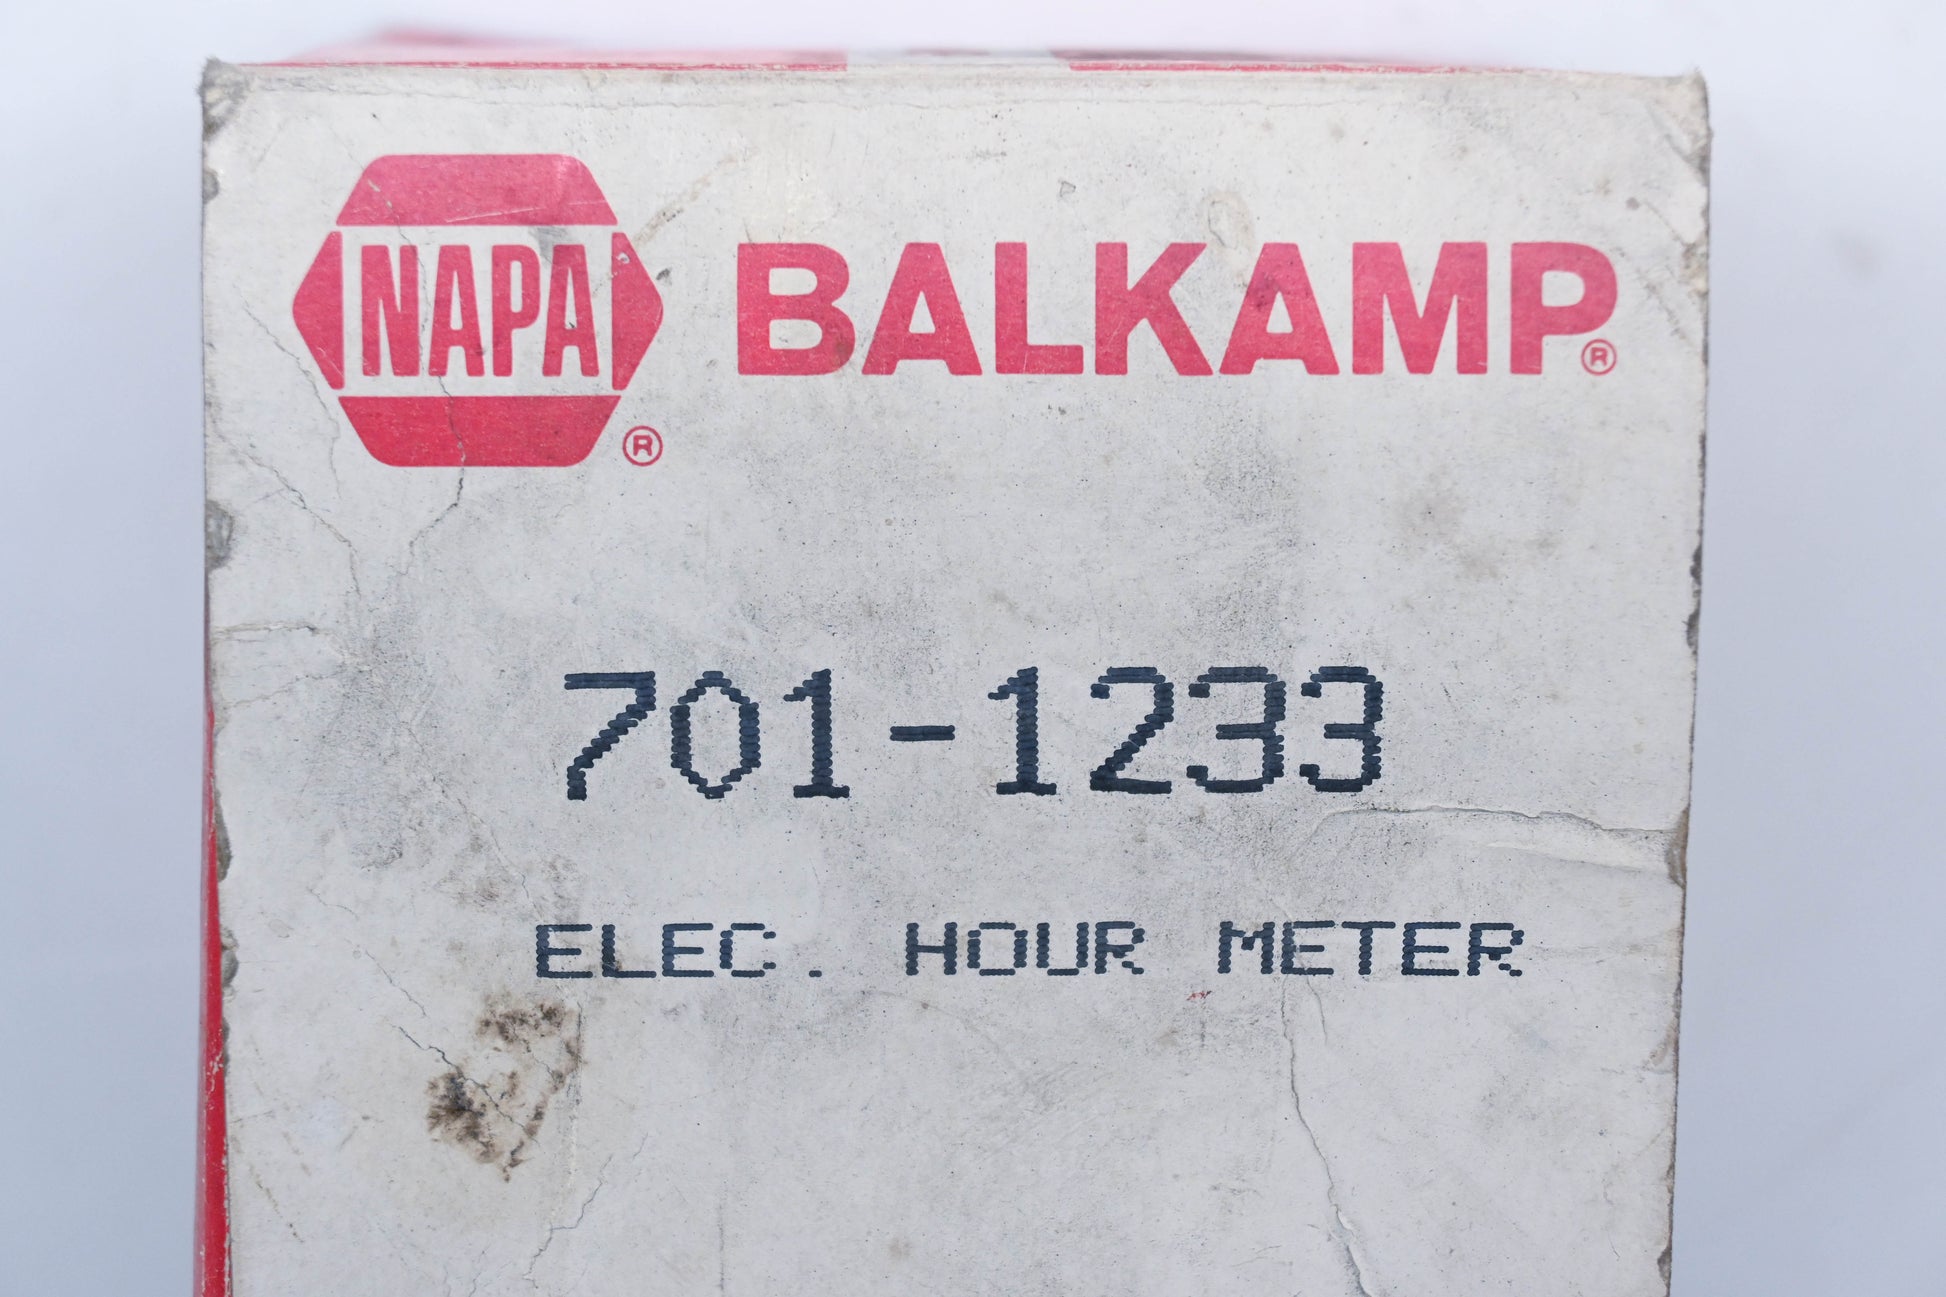 NAPA® BALKAMP®
701-1233
ELEC. HOUR METER